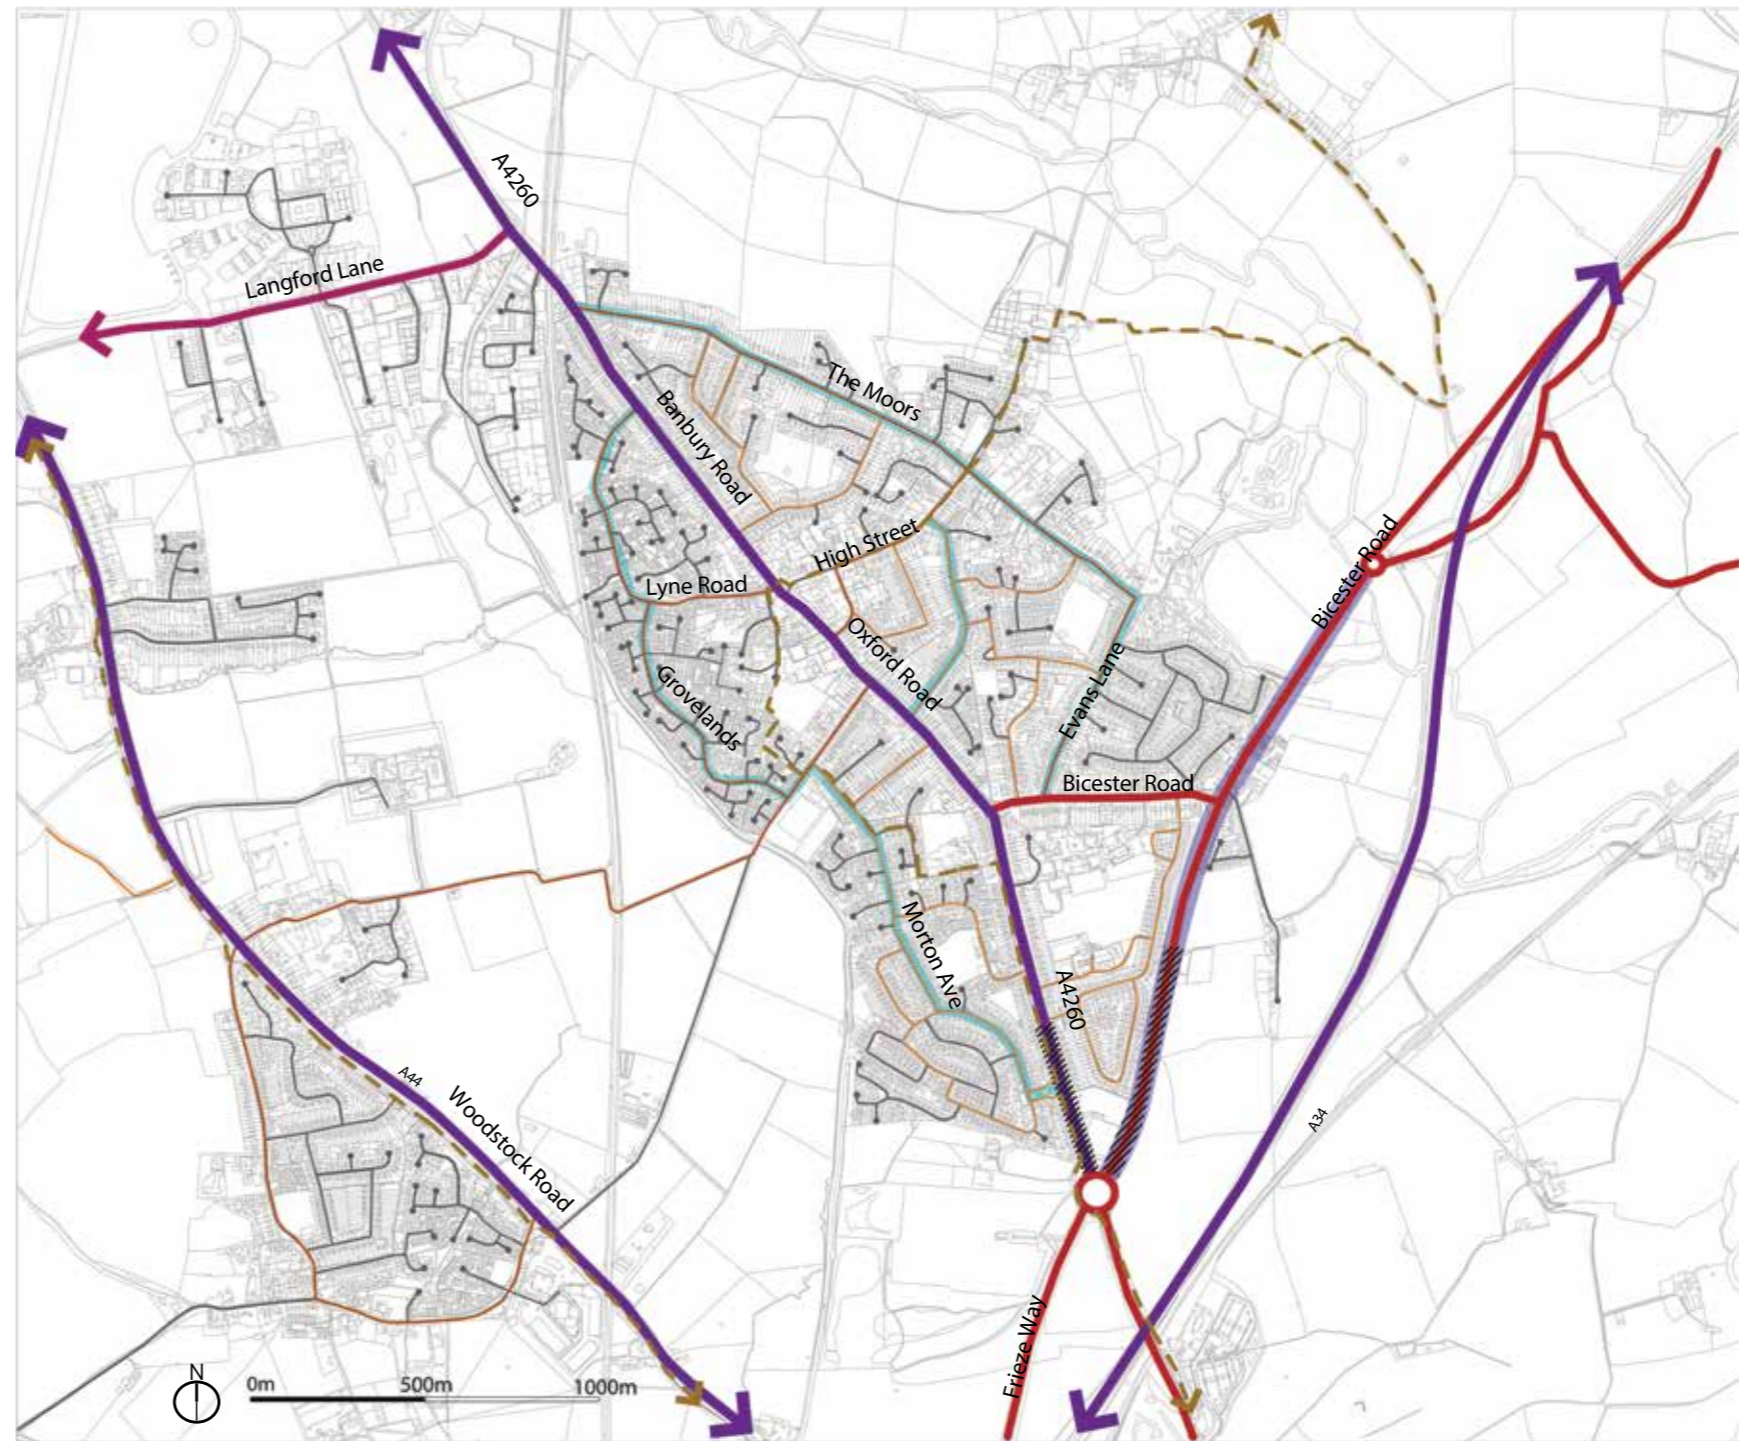 A4260
Langford Lane
The Moors
Banbury Road
High Street
Lyne Road
Bicester Road
Oxford Road
Evans Lane
Grovelands
Bicester Road
Morton Ave
A4260
A44
Woodstock Road
A34
Frieze Way
N
0m 500m 1000m